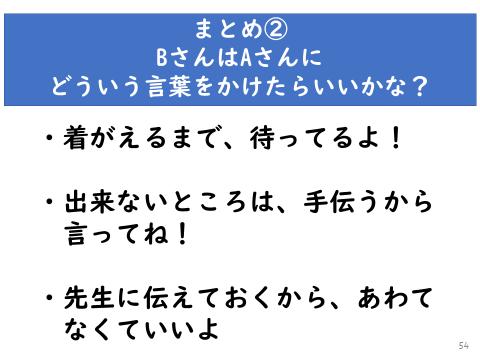 まとめ②
BさんはAさんに
どういう言葉をかけたらいいかな？
・着がえるまで、待ってるよ！
・出来ないところは、手伝うから
言ってね！
・先生に伝えておくから、あわて
なくていいよ
54